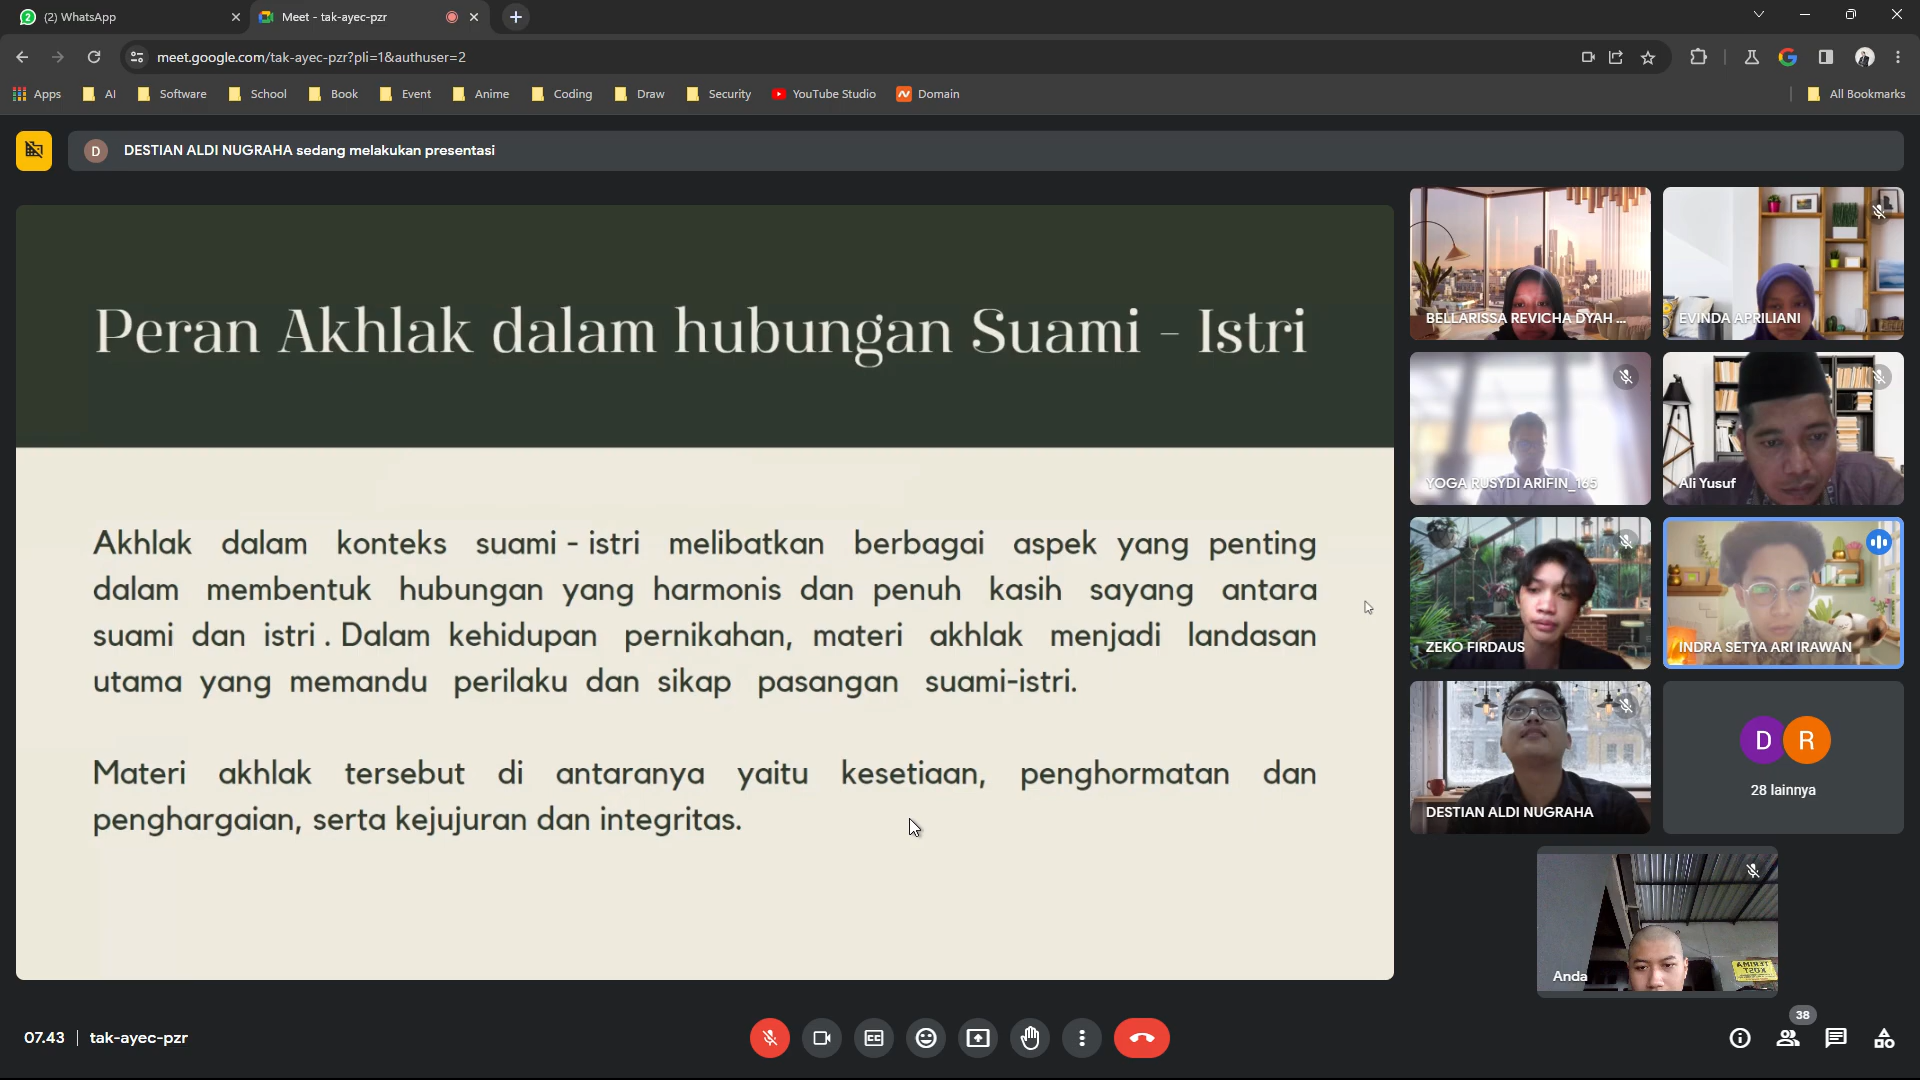 (2) WhatsApp
Meet - tak-ayec-pzr
meet.google.com/tak-ayec-pzr?pli=1&authuser=2
Apps AI Software School Book Event Anime Coding Draw Security YouTube Studio Domain All Bookmarks
D DESTIAN ALDI NUGRAHA sedang melakukan presentasi
Peran Akhlak dalam hubungan Suami - Istri
Akhlak dalam konteks suami - istri melibatkan berbagai aspek yang penting
dalam membentuk hubungan yang harmonis dan penuh kasih sayang antara
suami dan istri . Dalam kehidupan pernikahan, materi akhlak menjadi landasan
utama yang memandu perilaku dan sikap pasangan suami-istri.
Materi akhlak tersebut di antaranya yaitu kesetiaan, penghormatan dan
penghargaian, serta kejujuran dan integritas.
BELLARISSA REVICHA DYAH ...
EVINDA APRILIANI
YOGA RUSYDI ARIFIN_165
Ali Yusuf
ZEKO FIRDAUS
INDRA SETYA ARI IRAWAN
DESTIAN ALDI NUGRAHA
D R
28 lainnya
TERIMA
KOST
Anda
07.43 | tak-ayec-pzr
38